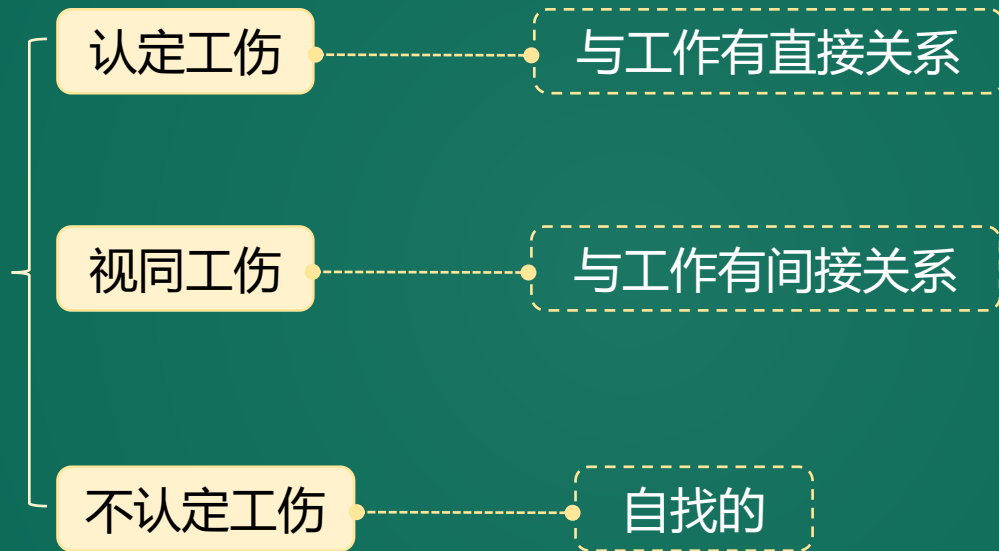 认定工伤
与工作有直接关系
视同工伤
与工作有间接关系
不认定工伤
自找的